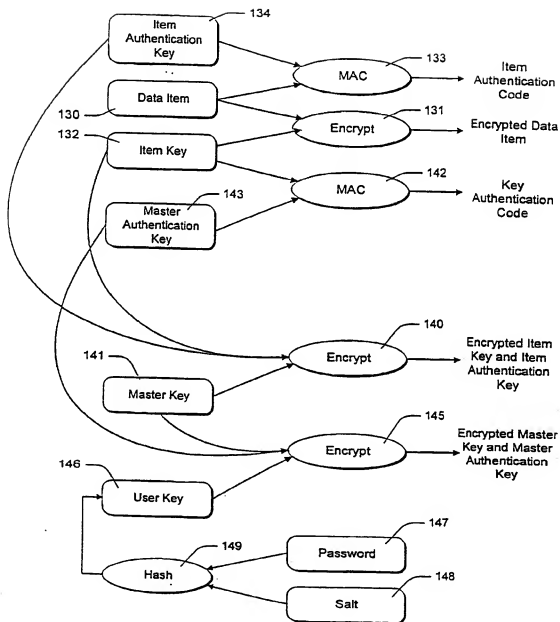 134
Item
Authentication
Key
133
MAC
Item
Authentication
Code
Data Item
130
131
Encrypt
Encrypted Data
Item
132
Item Key
142
MAC
Key
Authentication
Code
143
Master
Authentication
Key
140
Encrypt
Encrypted Item
Key and Item
Authentication
Key
141
Master Key
145
Encrypt
Encrypted Master
Key and Master
Authentication
Key
146
User Key
147
Password
149
Hash
148
Salt